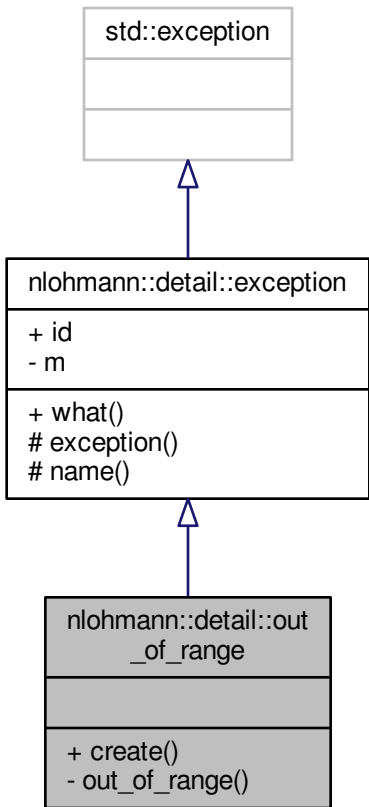 std::exception
nlohmann::detail::exception
+ id
- m
+ what()
# exception()
# name()
nlohmann::detail::out
_of_range
+ create()
- out_of_range()